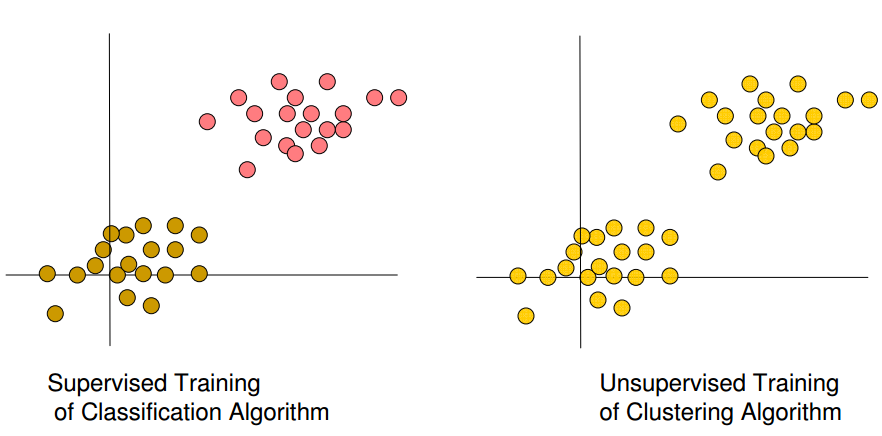 Supervised Training
of Classification Algorithm
Unsupervised Training
of Clustering Algorithm